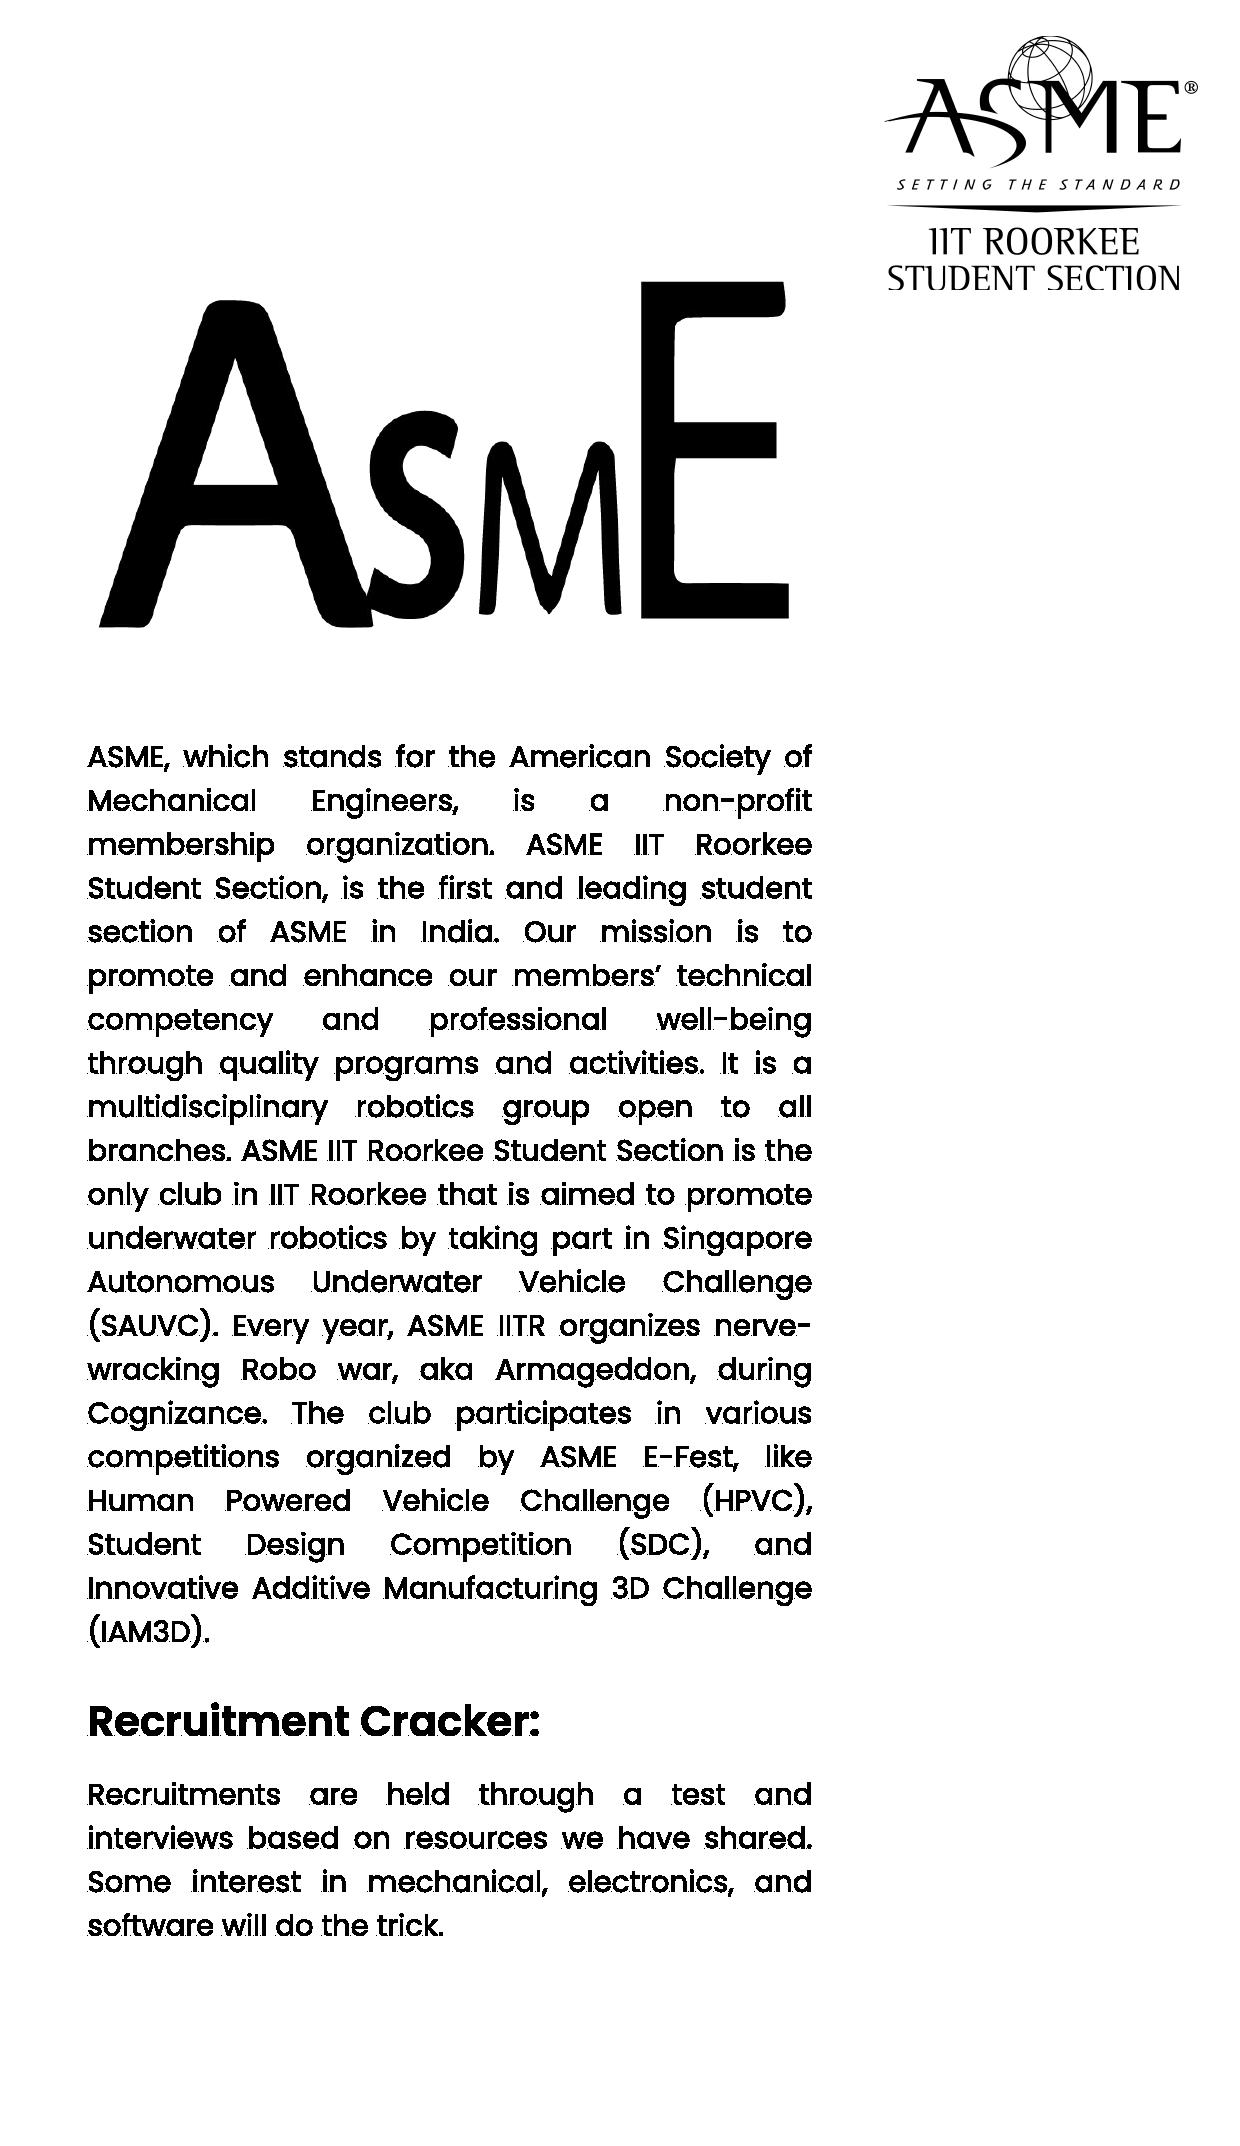 ASME®
SETTING THE STANDARD
IIT ROORKEE
STUDENT SECTION
ASME
ASME, which stands for the American Society of
Mechanical Engineers, is a non-profit
membership organization. ASME IIT Roorkee
Student Section, is the first and leading student
section of ASME in India. Our mission is to
promote and enhance our members’ technical
competency and professional well-being
through quality programs and activities. It is a
multidisciplinary robotics group open to all
branches. ASME IIT Roorkee Student Section is the
only club in IIT Roorkee that is aimed to promote
underwater robotics by taking part in Singapore
Autonomous Underwater Vehicle Challenge
(SAUVC). Every year, ASME IITR organizes nerve-
wracking Robo war, aka Armageddon, during
Cognizance. The club participates in various
competitions organized by ASME E-Fest, like
Human Powered Vehicle Challenge (HPVC),
Student Design Competition (SDC), and
Innovative Additive Manufacturing 3D Challenge
(IAM3D).
Recruitment Cracker:
Recruitments are held through a test and
interviews based on resources we have shared.
Some interest in mechanical, electronics, and
software will do the trick.